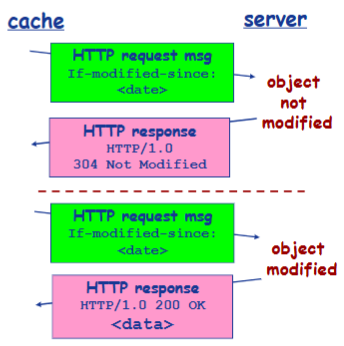 cache
server
HTTP request msg
If-modified-since:
<date>
object
not
modified
HTTP response
HTTP/1.0
304 Not Modified
HTTP request msg
If-modified-since:
<date>
object
modified
HTTP response
HTTP/1.0 200 OK
<data>